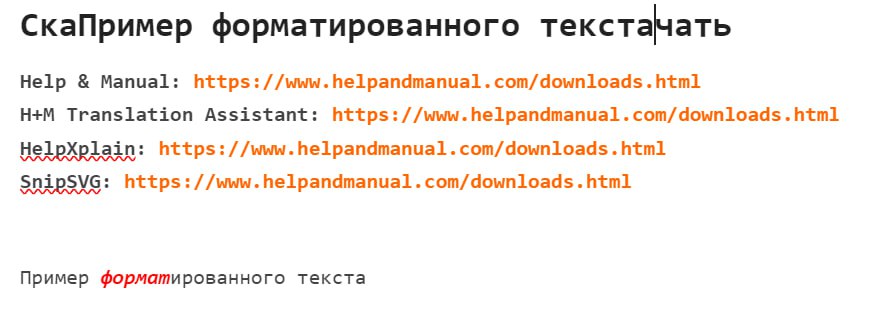 СкаПример форматированного текстачать
Help & Manual: https://www.helpandmanual.com/downloads.html
H+M Translation Assistant: https://www.helpandmanual.com/downloads.html
HelpXplain: https://www.helpandmanual.com/downloads.html
SnipSVG: https://www.helpandmanual.com/downloads.html
Пример форматированного текста